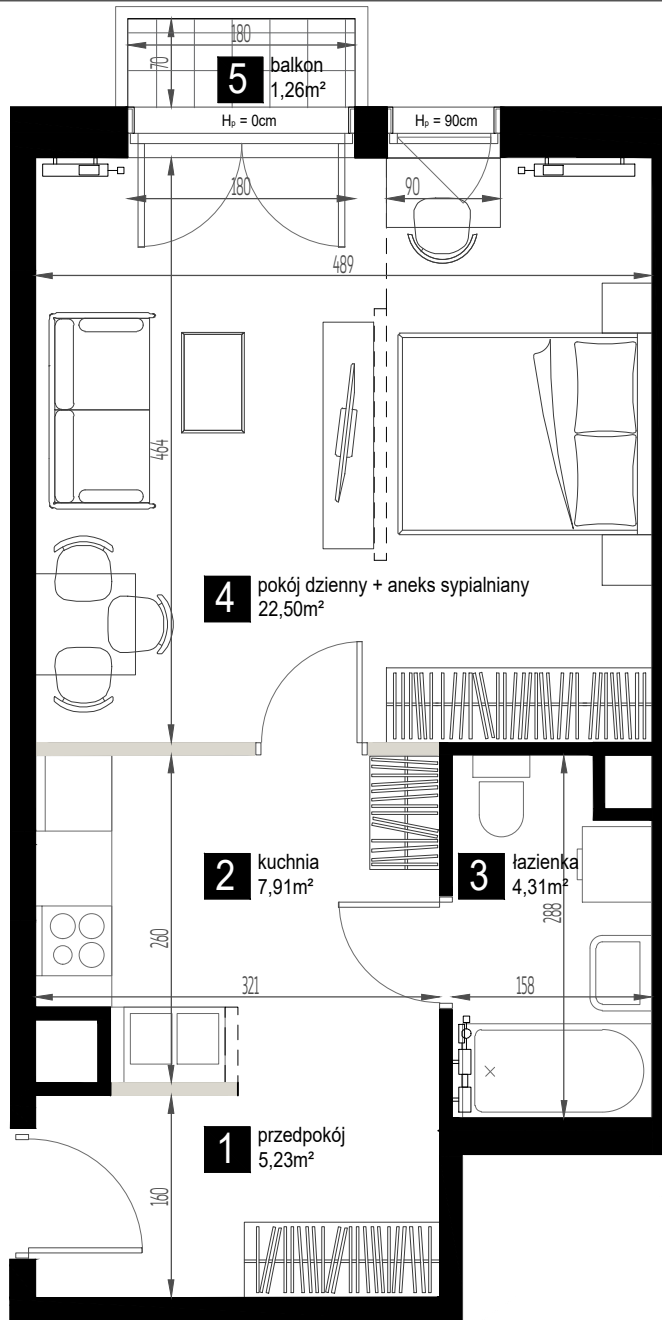 180
70
5 balkon
1,26m²
Hₚ = 0cm
Hₚ = 90cm
180
90
489
464
4 pokój dzienny + aneks sypialniany
22,50m²
2 kuchnia
7,91m²
3 łazienka
4,31m²
288
260
321
158
1 przedpokój
5,23m²
160